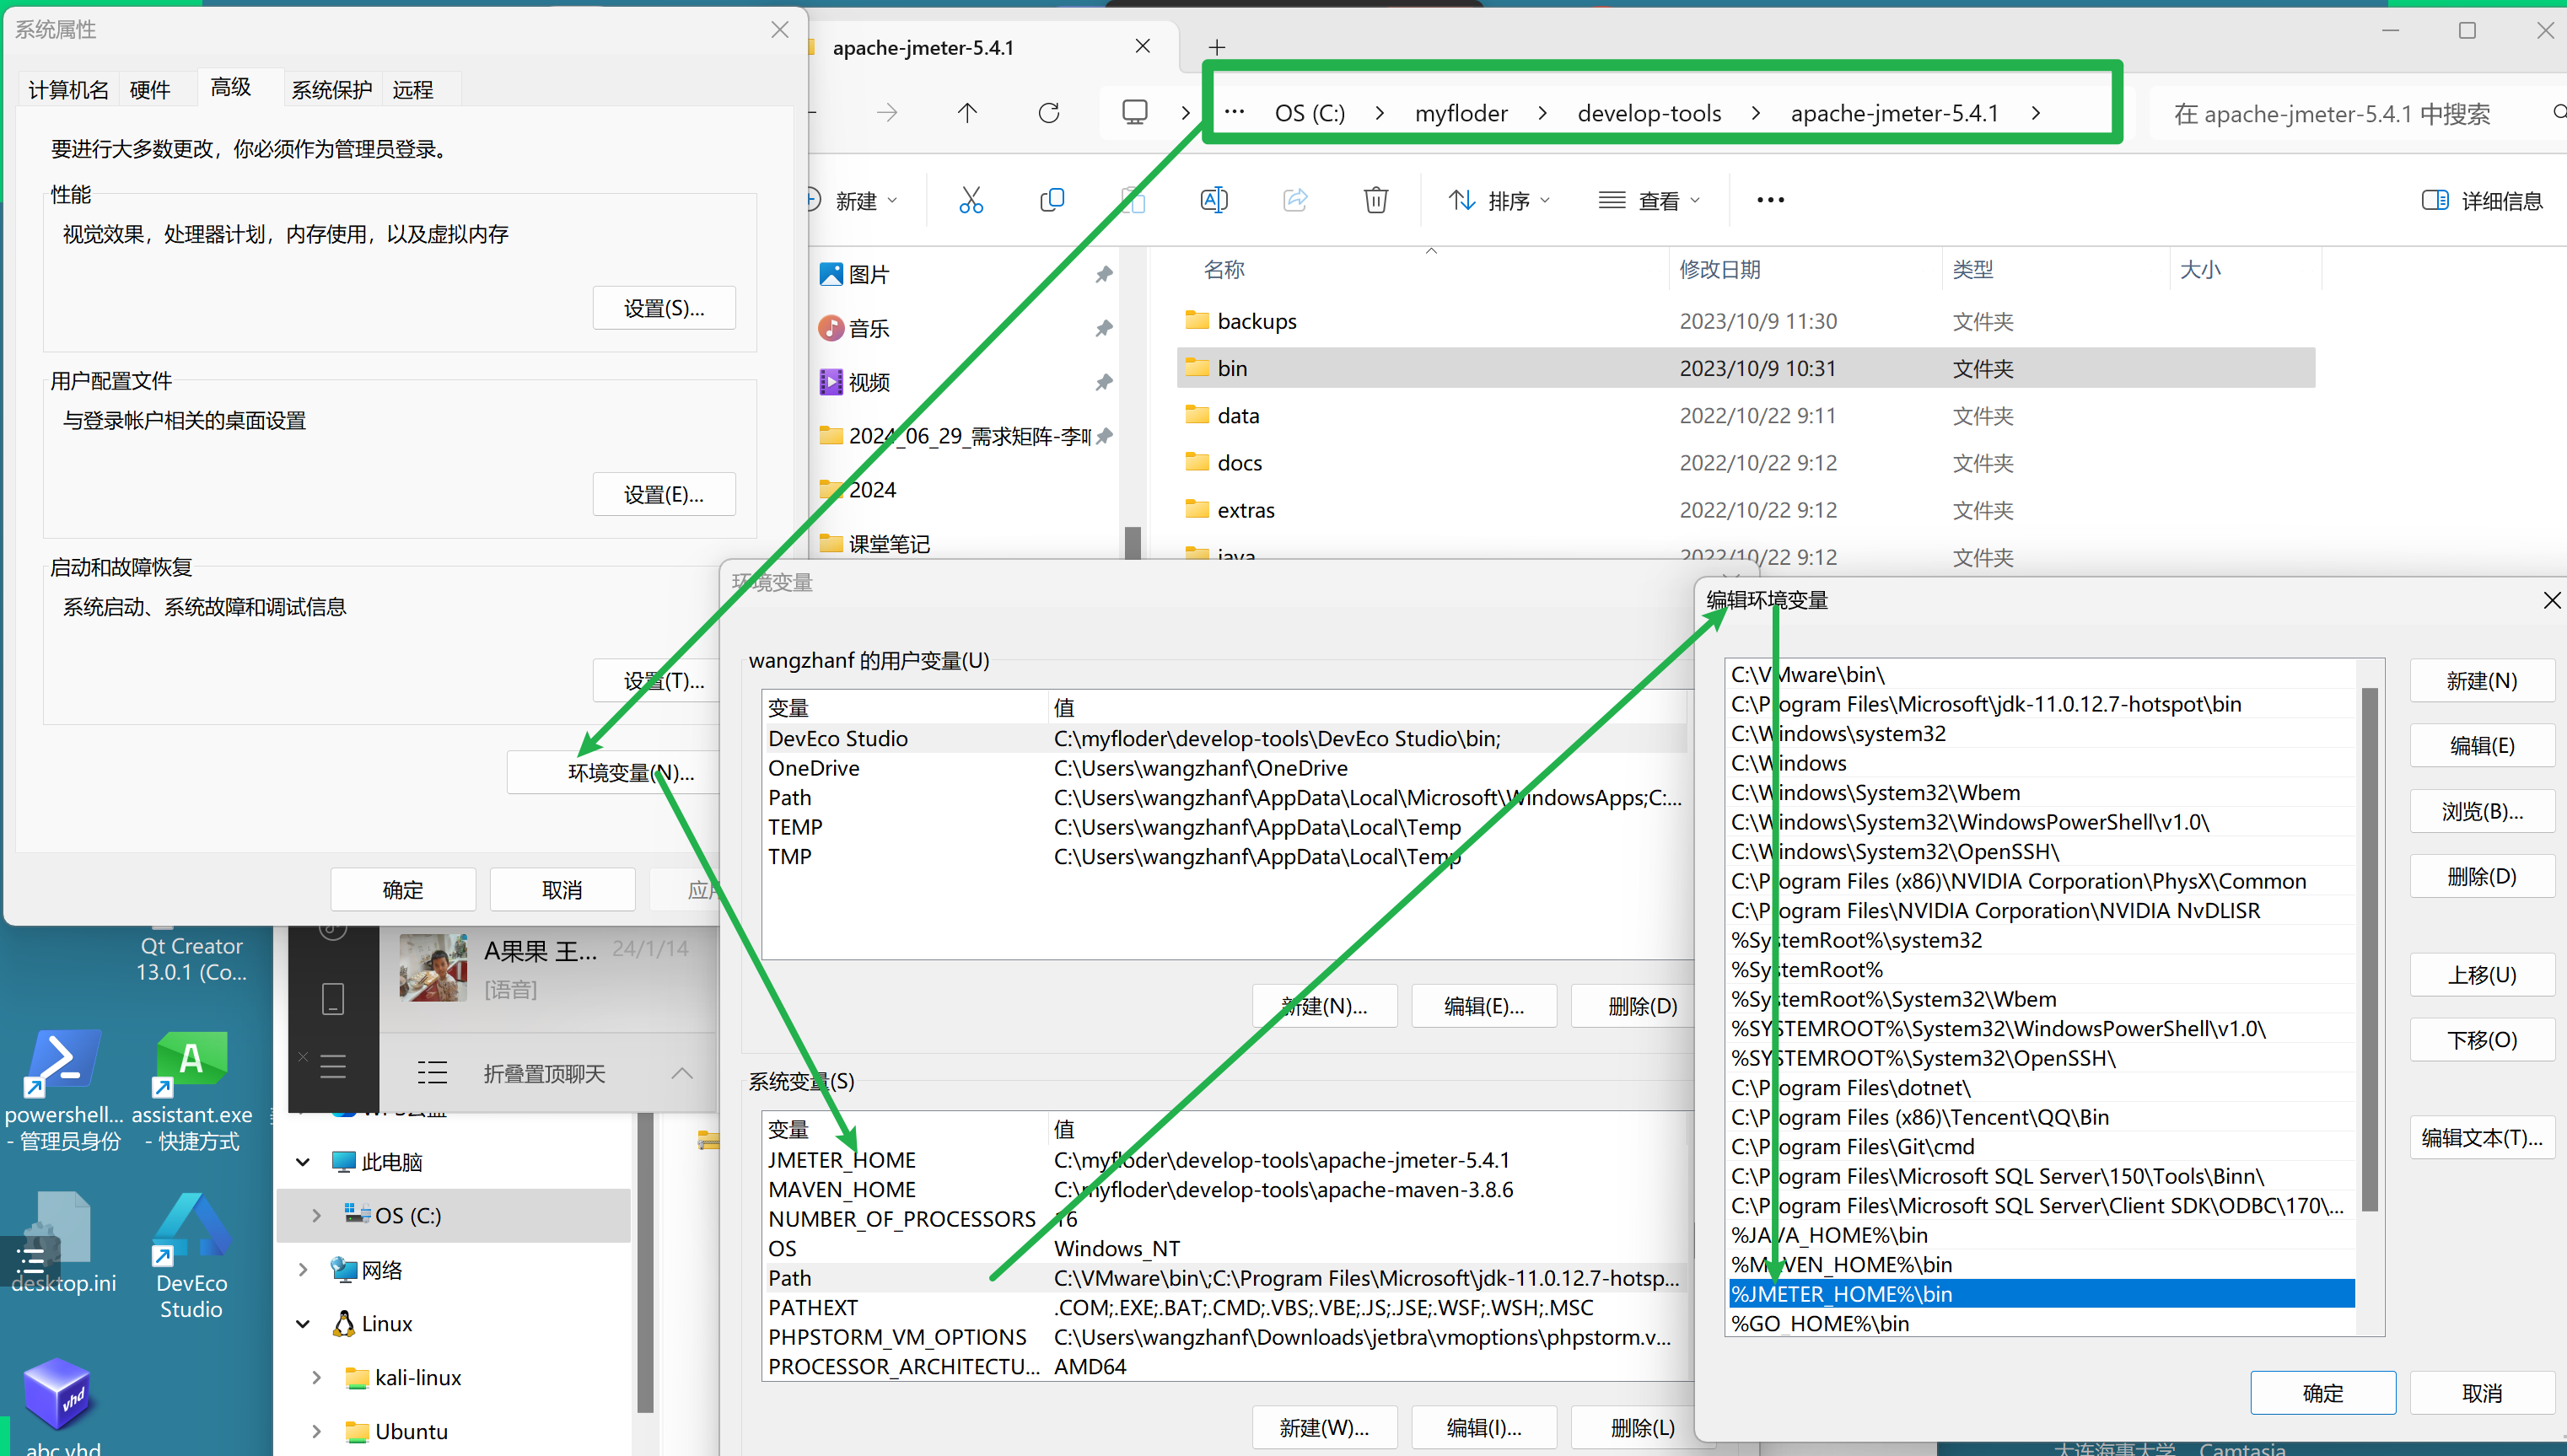 系统属性
计算机名
硬件
高级
系统保护
远程
要进行大多数更改，你必须作为管理员登录。
性能
视觉效果，处理器计划，内存使用，以及虚拟内存
设置(S)...
用户配置文件
与登录帐户相关的桌面设置
设置(E)...
启动和故障恢复
系统启动、系统故障和调试信息
设置(T)...
环境变量(N)...
确定
取消
apache-jmeter-5.4.1
··· OS (C:) > myfloder > develop-tools > apache-jmeter-5.4.1 >
在 apache-jmeter-5.4.1 中搜索
新建
排序
查看
详细信息
图片
音乐
视频
2024_06_29_需求矩阵-李
2024
课堂笔记
名称 修改日期 类型 大小
backups 2023/10/9 11:30 文件夹
bin 2023/10/9 10:31 文件夹
data 2022/10/22 9:11 文件夹
docs 2022/10/22 9:12 文件夹
extras 2022/10/22 9:12 文件夹
java 2022/10/22 9:12 文件夹
环境变量
wangzhanf 的用户变量(U)
变量 值
DevEco Studio C:\myfloder\develop-tools\DevEco Studio\bin;
OneDrive C:\Users\wangzhanf\OneDrive
Path C:\Users\wangzhanf\AppData\Local\Microsoft\WindowsApps;C:...
TEMP C:\Users\wangzhanf\AppData\Local\Temp
TMP C:\Users\wangzhanf\AppData\Local\Temp
新建(N)...
编辑(E)...
删除(D)
系统变量(S)
变量 值
JMETER_HOME C:\myfloder\develop-tools\apache-jmeter-5.4.1
MAVEN_HOME C:\myfloder\develop-tools\apache-maven-3.8.6
NUMBER_OF_PROCESSORS 16
OS Windows_NT
Path C:\VMware\bin\;C:\Program Files\Microsoft\jdk-11.0.12.7-hotsp...
PATHEXT .COM;.EXE;.BAT;.CMD;.VBS;.VBE;.JS;.JSE;.WSF;.WSH;.MSC
PHPSTORM_VM_OPTIONS C:\Users\wangzhanf\Downloads\jetbra\vmoptions\phpstorm.v...
PROCESSOR_ARCHITECTU... AMD64
新建(W)...
编辑(I)...
删除(L)
编辑环境变量
C:\VMware\bin\
C:\Program Files\Microsoft\jdk-11.0.12.7-hotspot\bin
C:\Windows\system32
C:\Windows
C:\Windows\System32\Wbem
C:\Windows\System32\WindowsPowerShell\v1.0\
C:\Windows\System32\OpenSSH\
C:\Program Files (x86)\NVIDIA Corporation\PhysX\Common
C:\Program Files\NVIDIA Corporation\NVIDIA NvDLISR
%SystemRoot%\system32
%SystemRoot%
%SystemRoot%\System32\Wbem
%SYSTEMROOT%\System32\WindowsPowerShell\v1.0\
%SYSTEMROOT%\System32\OpenSSH\
C:\Program Files\dotnet\
C:\Program Files (x86)\Tencent\QQ\Bin
C:\Program Files\Git\cmd
C:\Program Files\Microsoft SQL Server\150\Tools\Binn\
C:\Program Files\Microsoft SQL Server\Client SDK\ODBC\170\...
%JAVA_HOME%\bin
%MAVEN_HOME%\bin
%JMETER_HOME%\bin
%GO_HOME%\bin
新建(N)
编辑(E)
浏览(B)...
删除(D)
上移(U)
下移(O)
编辑文本(T)...
确定
取消
Qt Creator
13.0.1 (Co...
powershell...
- 管理员身份
assistant.exe
- 快捷方式
desktop.ini
DevEco
Studio
vhd
abc.vhd
A果果 王... 24/1/14
[语音]
折叠置顶聊天
此电脑
OS (C:)
网络
Linux
kali-linux
Ubuntu
大连海事大学
Camtasia